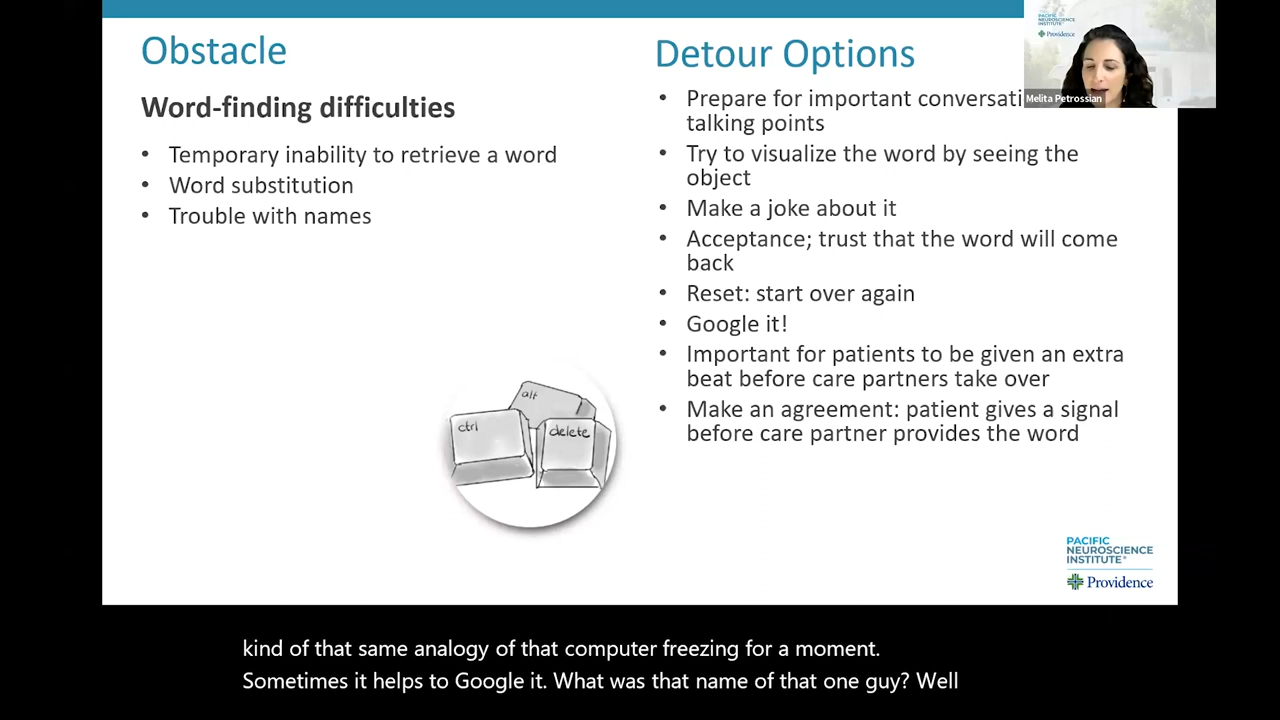 Obstacle
Word-finding difficulties
• Temporary inability to retrieve a word
• Word substitution
• Trouble with names
alt
ctrl
delete
Detour Options
• Prepare for important
talking points
• Try to visualize the word by seeing the
object
• Make a joke about it
• Acceptance; trust that the word will come
back
• Reset: start over again
• Google it!
• Important for patients to be given an extra
beat before care partners take over
• Make an agreement: patient gives a signal
before care partner provides the word
PACIFIC
NEUROSCIENCE
INSTITUTE®
Providence
Melita Petrossian
PACIFIC
NEUROSCIENCE
INSTITUTE®
Providence
kind of that same analogy of that computer freezing for a moment.
Sometimes it helps to Google it. What was that name of that one guy? Well